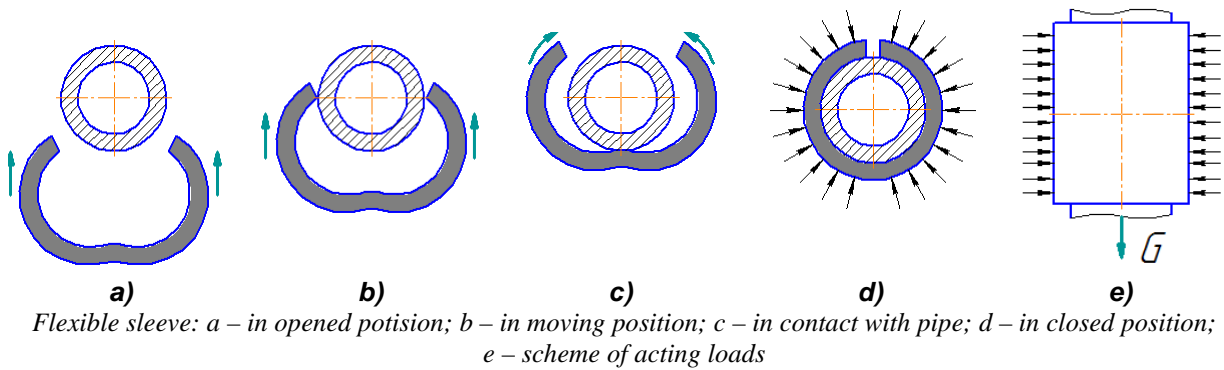 G
a)
b)
c)
d)
e)
Flexible sleeve: a – in opened potision; b – in moving position; c – in contact with pipe; d – in closed position;
e – scheme of acting loads